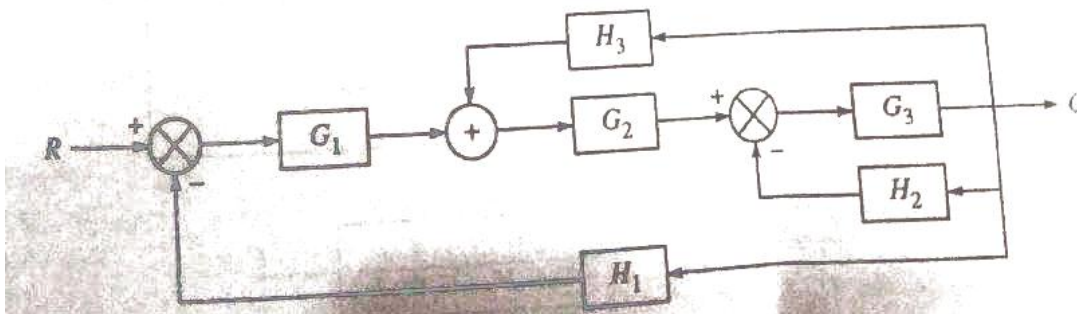 H₃
+
R
+
−
G₁
+
G₂
+
−
G₃
H₂
H₁